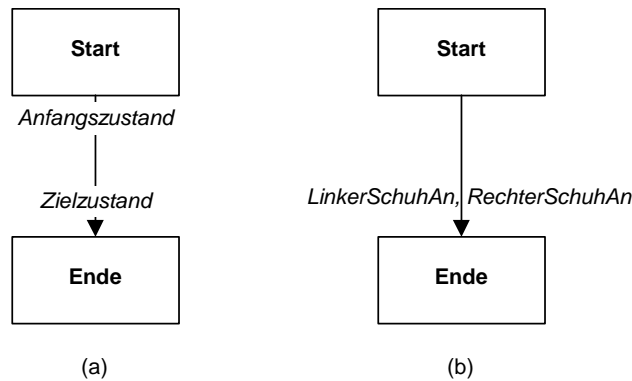 Start
Anfangszustand
Zielzustand
Ende
(a)
Start
LinkerSchuhAn, RechterSchuhAn
Ende
(b)